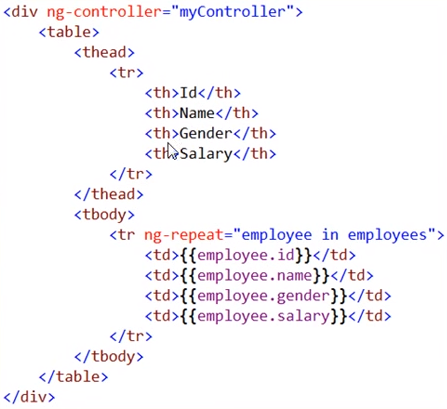 <div ng-controller="myController">
    <table>
        <thead>
            <tr>
                <th>Id</th>
                <th>Name</th>
                <th>Gender</th>
                <th>Salary</th>
            </tr>
        </thead>
        <tbody>
            <tr ng-repeat="employee in employees">
                <td>{{employee.id}}</td>
                <td>{{employee.name}}</td>
                <td>{{employee.gender}}</td>
                <td>{{employee.salary}}</td>
            </tr>
        </tbody>
    </table>
</div>